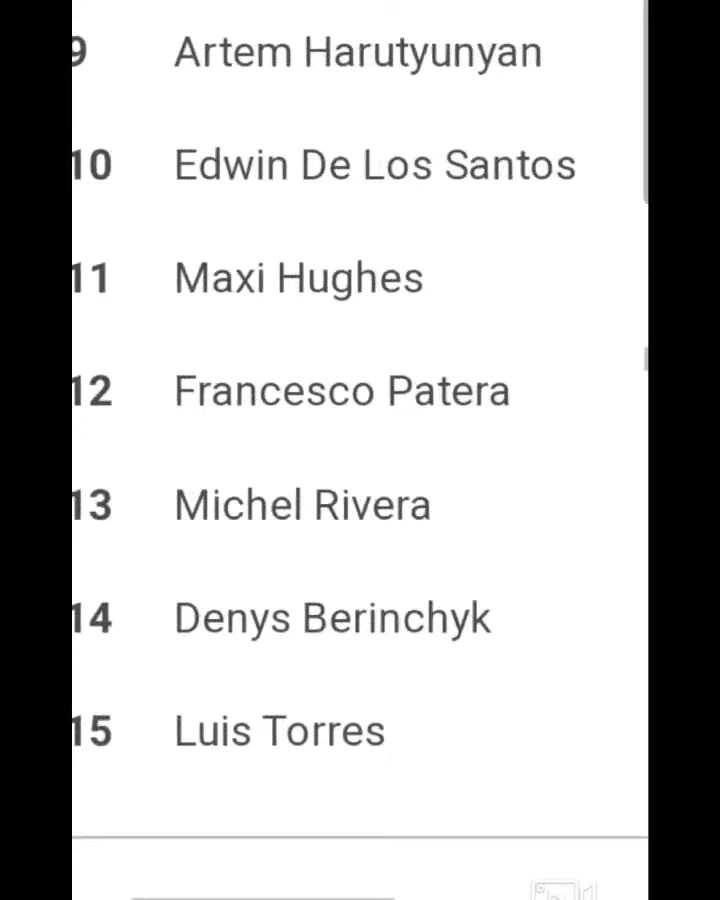 9 Artem Harutyunyan
10 Edwin De Los Santos
11 Maxi Hughes
12 Francesco Patera
13 Michel Rivera
14 Denys Berinchyk
15 Luis Torres